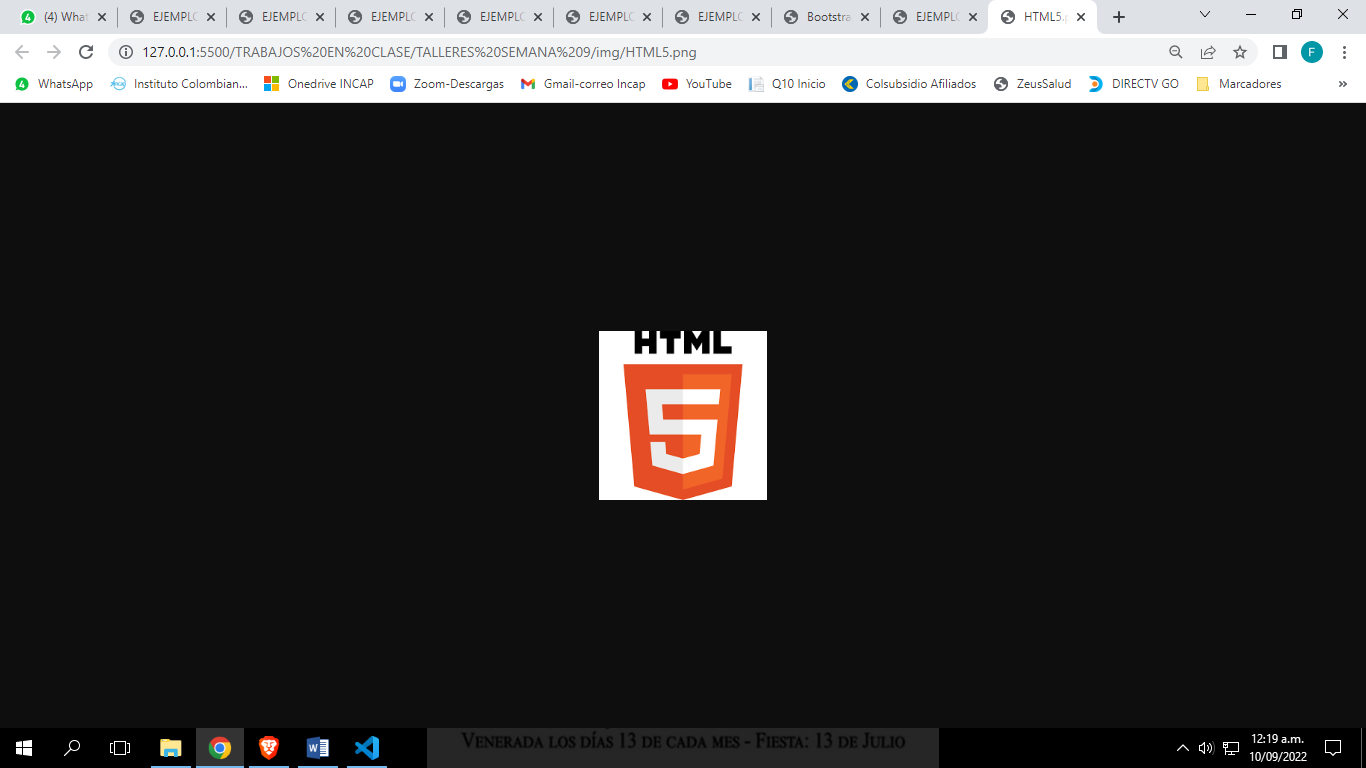 (4) What
EJEMPLO
EJEMPLO
EJEMPLO
EJEMPLO
EJEMPLO
EJEMPLO
Bootstra
EJEMPLO
HTML5.p
127.0.0.1:5500/TRABAJOS%20EN%20CLASE/TALLERES%20SEMANA%209/img/HTML5.png
F
4 WhatsApp
Instituto Colombian...
Onedrive INCAP
Zoom-Descargas
Gmail-correo Incap
YouTube
Q10 Inicio
Colsubsidio Afiliados
ZeusSalud
DIRECTV GO
Marcadores
»
HTML
5
Venerada los días 13 de cada mes - Fiesta: 13 de Julio
12:19 a.m.
10/09/2022